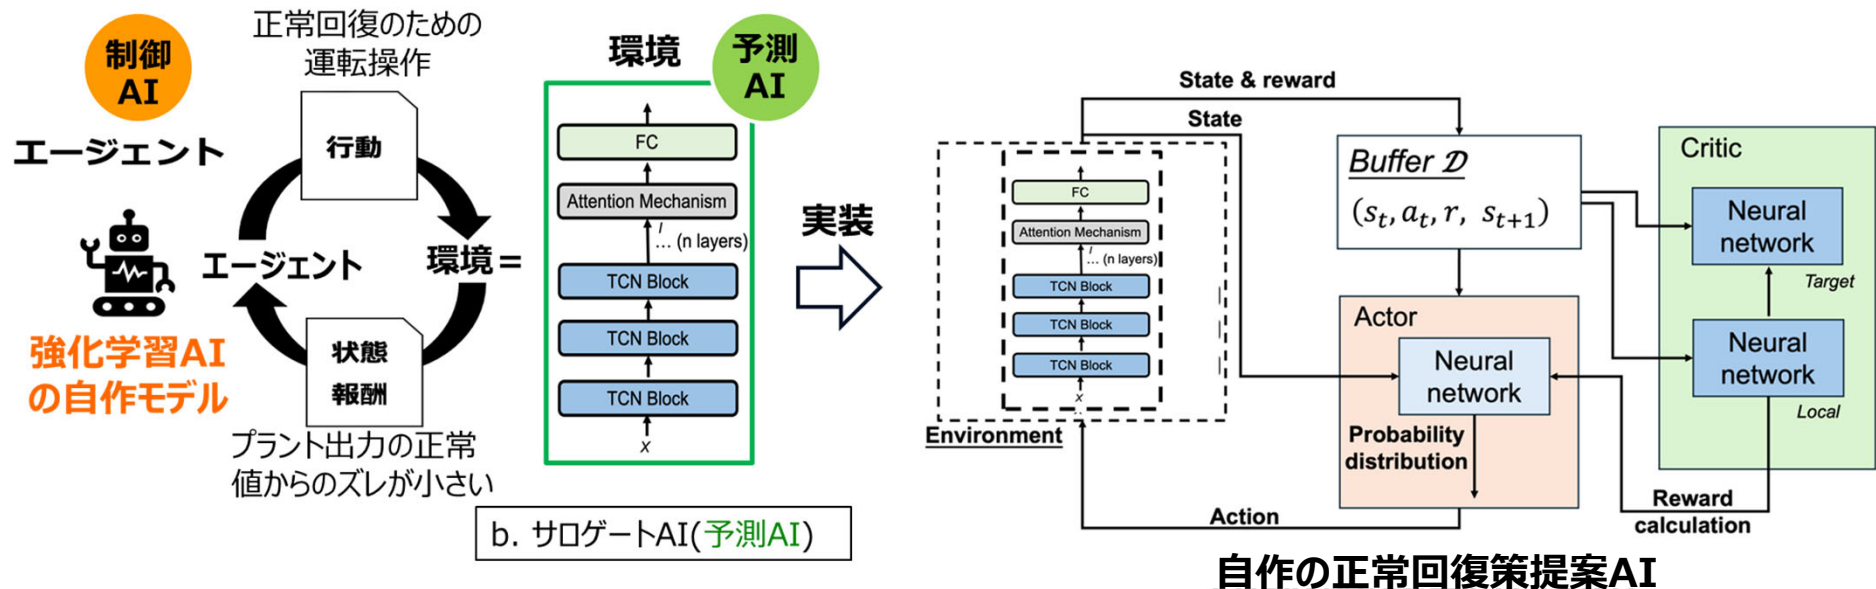 制御
AI
エージェント
強化学習AI
の自作モデル
正常回復のための
運転操作
行動
エージェント
環境=
状態
報酬
プラント出力の正常
値からのズレが小さい
環境
予測
AI
FC
Attention Mechanism
l
... (n layers)
TCN Block
TCN Block
TCN Block
x
b. サロゲートAI(予測AI)
実装
State & reward
State
FC
Attention Mechanism
l
... (n layers)
TCN Block
TCN Block
TCN Block
x
Environment
Buffer 𝒟
(s_t, a_t, r, s_{t+1})
Actor
Neural
network
Probability
distribution
Action
Critic
Neural
network
Target
Neural
network
Local
Reward
calculation
自作の正常回復策提案AI